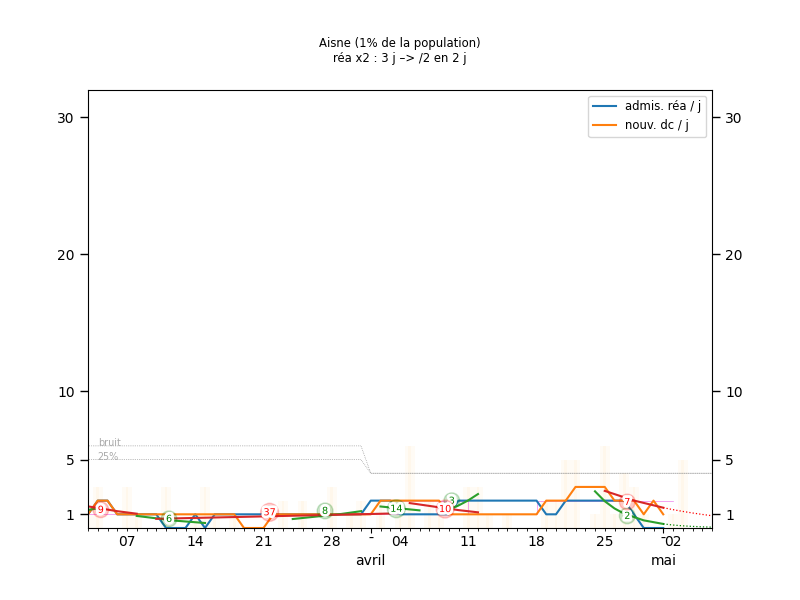 Aisne (1% de la population)
réa x2 : 3 j –> /2 en 2 j
admis. réa / j
nouv. dc / j
30 30
20 20
10 10
5 5
1 1
bruit
25%
9 6 37 8 14 10 3 7 2
07 14 21 28 - 04 11 18 25 - 02
avril mai